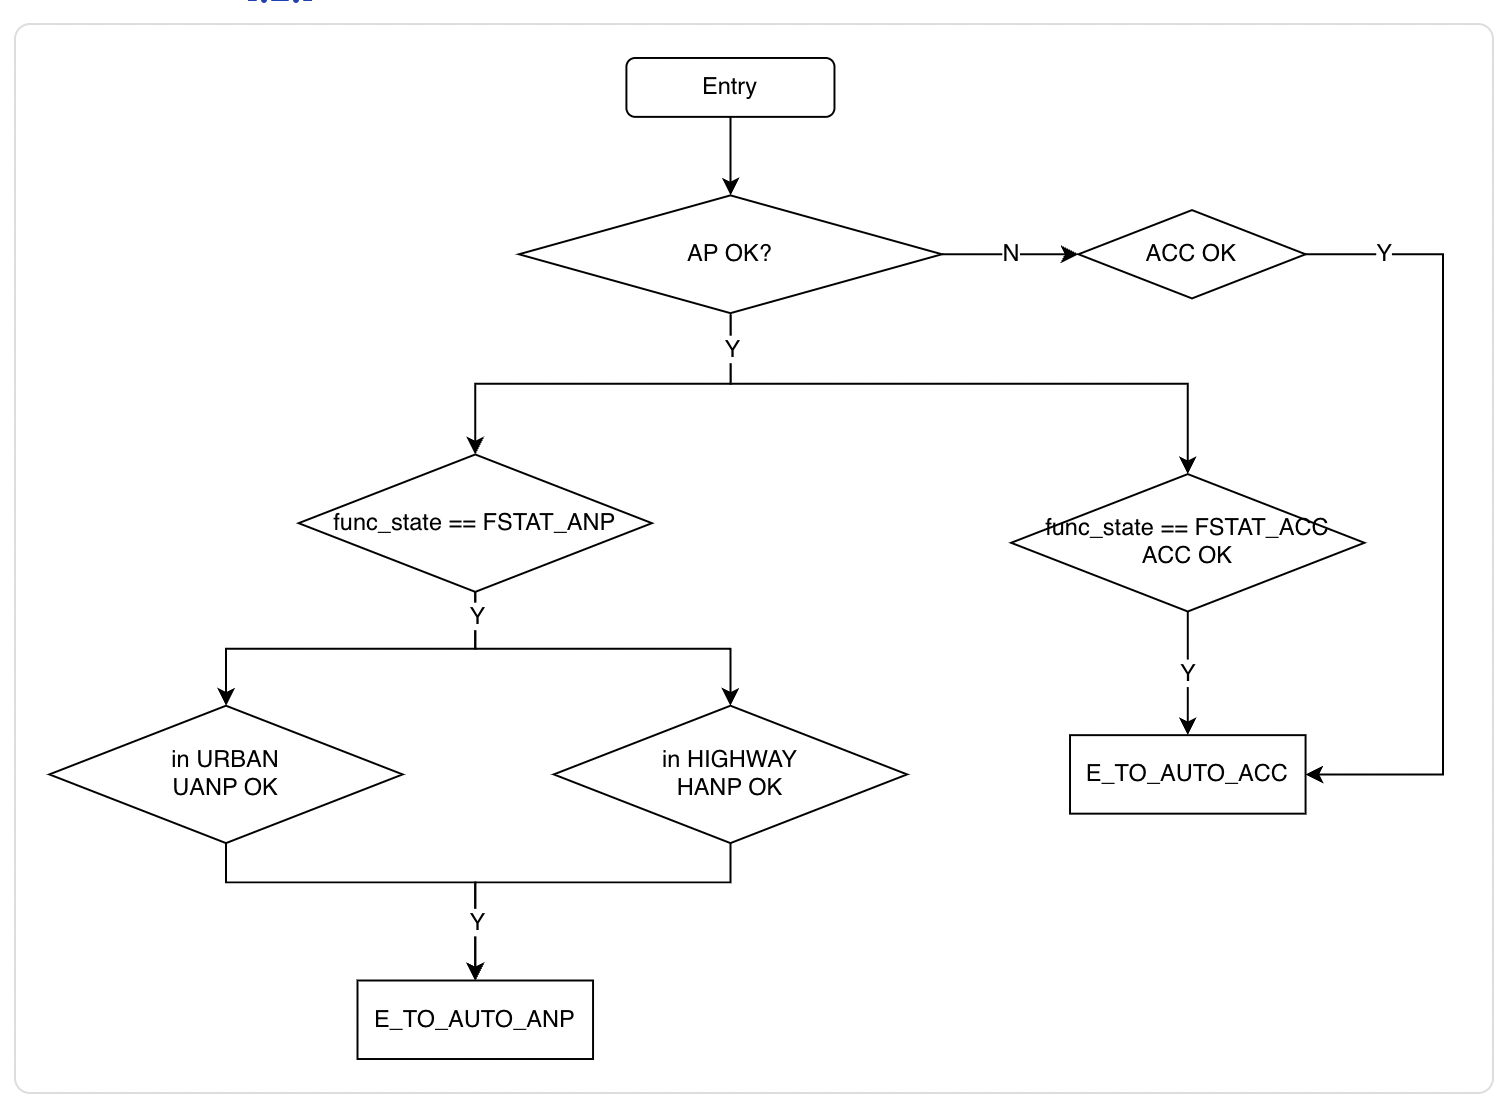 Entry
AP OK?
N
ACC OK
Y
Y
func_state == FSTAT_ANP
func_state == FSTAT_ACC
ACC OK
Y
Y
in URBAN
UANP OK
in HIGHWAY
HANP OK
E_TO_AUTO_ACC
Y
E_TO_AUTO_ANP